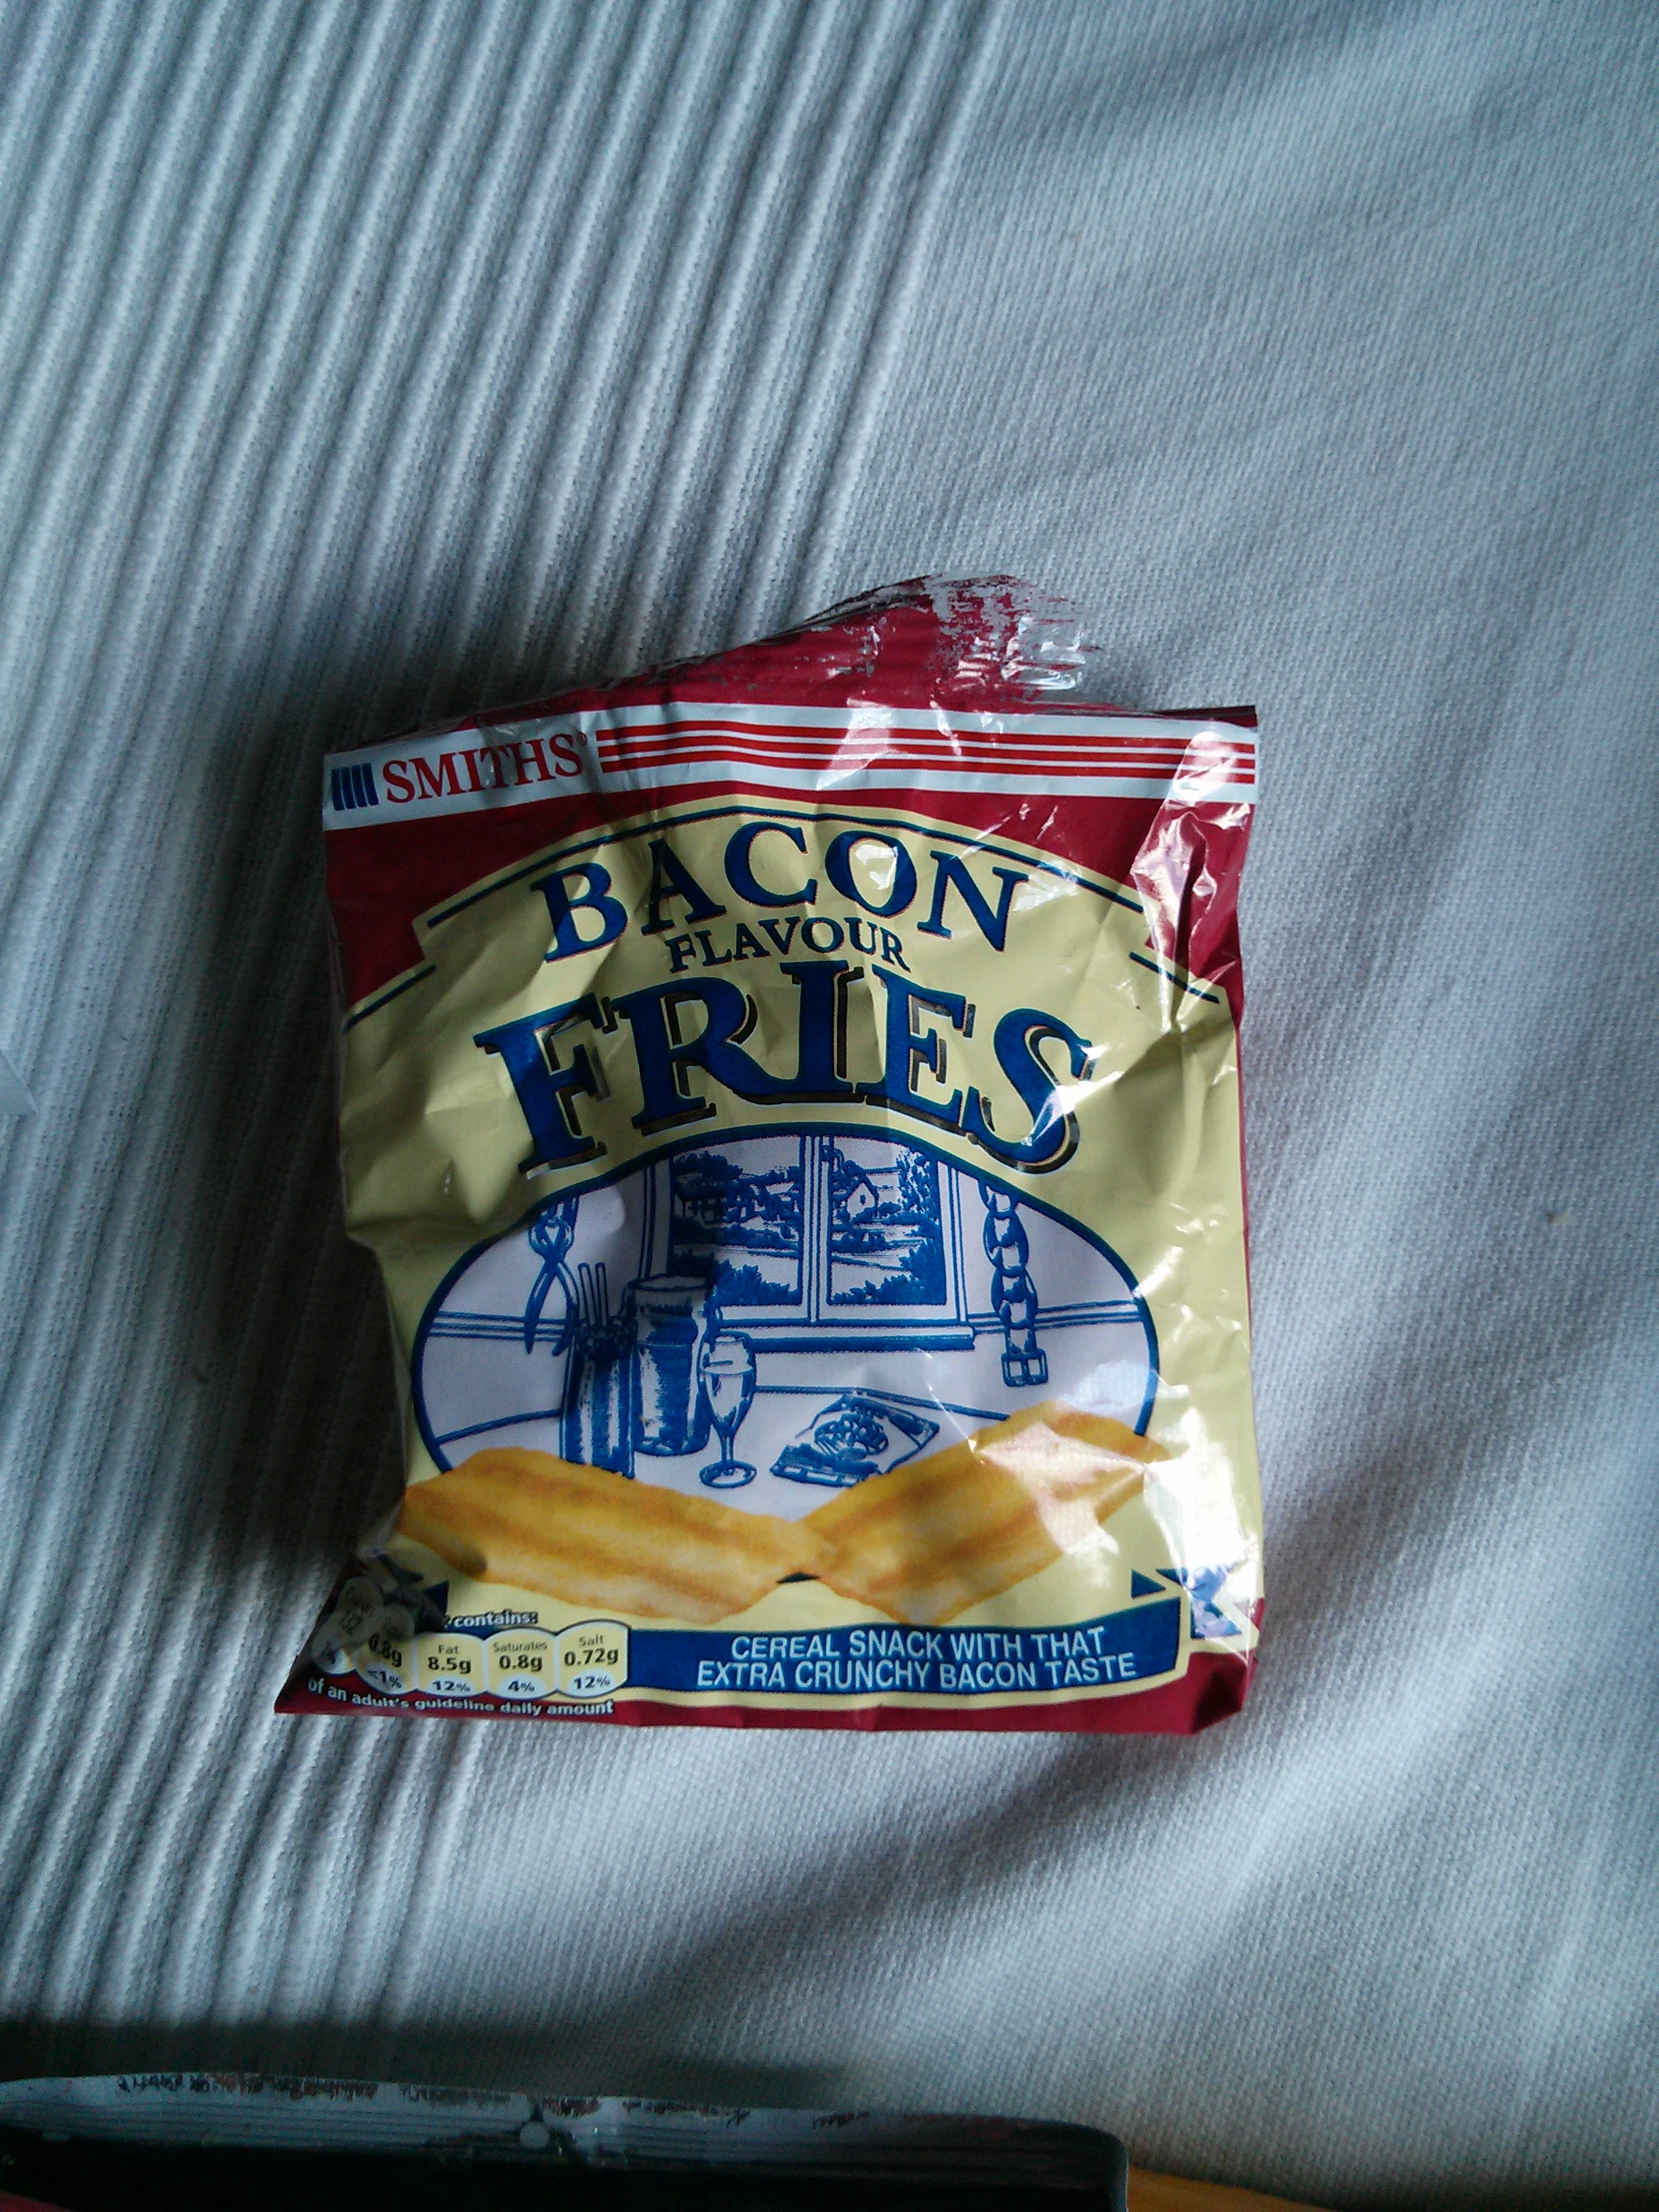 SMITHS®
BACON
FLAVOUR
FRIES
contains:
Fat Saturates Salt
0.8g 8.5g 0.8g 0.72g
<1% 12% 4% 12%
of an adult's guideline daily amount
CEREAL SNACK WITH THAT
EXTRA CRUNCHY BACON TASTE